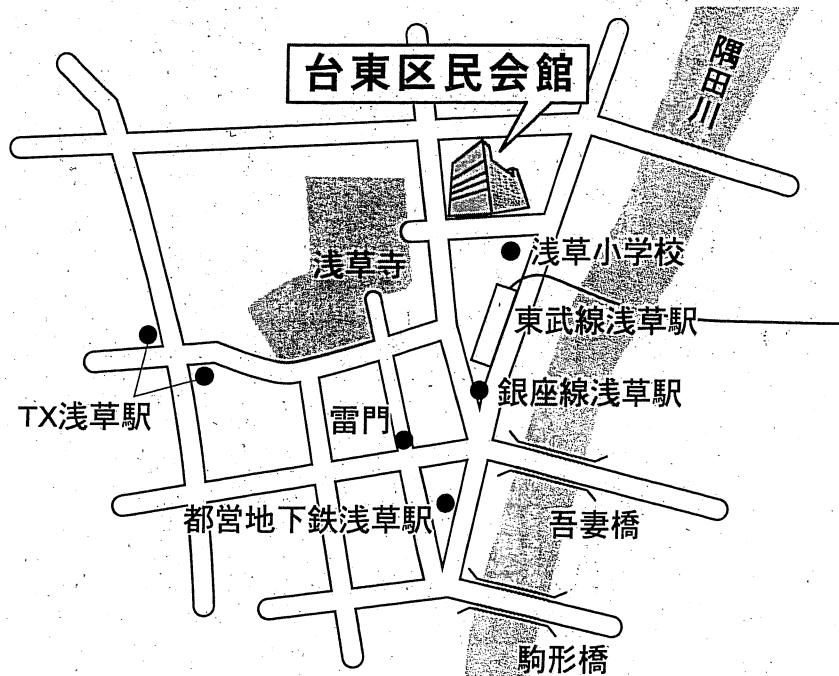 台東区民会館
隅田川
浅草寺
浅草小学校
東武線浅草駅
銀座線浅草駅
TX浅草駅
雷門
都営地下鉄浅草駅
吾妻橋
駒形橋